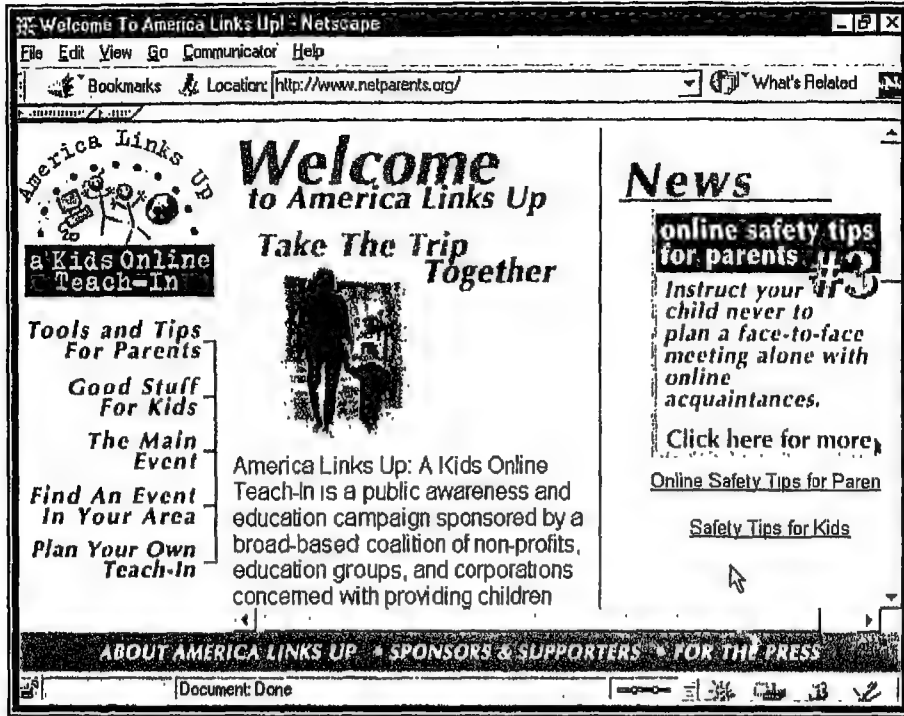 Welcome To America Links Up! - Netscape
File Edit View Go Communicator Help
Bookmarks Location: http://www.netparents.org/ What's Related
America Links Up
a Kids Online
Teach-In
Tools and Tips
For Parents
Good Stuff
For Kids
The Main
Event
Find An Event
In Your Area
Plan Your Own
Teach-In
Welcome
to America Links Up
Take The Trip
Together
America Links Up: A Kids Online
Teach-In is a public awareness and
education campaign sponsored by a
broad-based coalition of non-profits,
education groups, and corporations
concerned with providing children
News
online safety tips
for parents #3
Instruct your
child never to
plan a face-to-face
meeting alone with
online
acquaintances.
Click here for more
Online Safety Tips for Paren
Safety Tips for Kids
ABOUT AMERICA LINKS UP • SPONSORS & SUPPORTERS • FOR THE PRESS
Document: Done